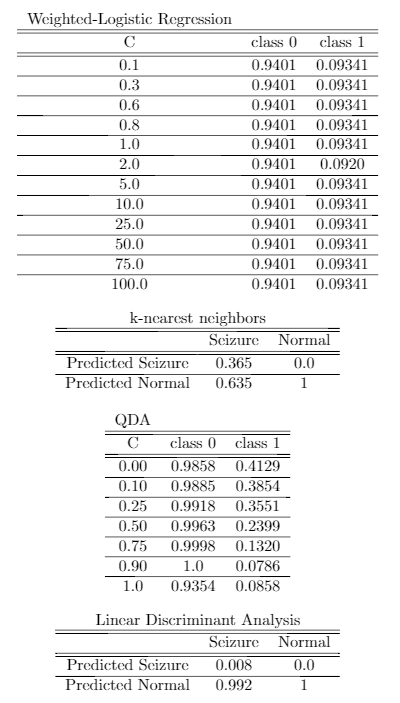 Weighted-Logistic Regression
C class 0 class 1
0.1 0.9401 0.09341
0.3 0.9401 0.09341
0.6 0.9401 0.09341
0.8 0.9401 0.09341
1.0 0.9401 0.09341
2.0 0.9401 0.0920
5.0 0.9401 0.09341
10.0 0.9401 0.09341
25.0 0.9401 0.09341
50.0 0.9401 0.09341
75.0 0.9401 0.09341
100.0 0.9401 0.09341
k-nearest neighbors
Seizure Normal
Predicted Seizure 0.365 0.0
Predicted Normal 0.635 1
QDA
C class 0 class 1
0.00 0.9858 0.4129
0.10 0.9885 0.3854
0.25 0.9918 0.3551
0.50 0.9963 0.2399
0.75 0.9998 0.1320
0.90 1.0 0.0786
1.0 0.9354 0.0858
Linear Discriminant Analysis
Seizure Normal
Predicted Seizure 0.008 0.0
Predicted Normal 0.992 1